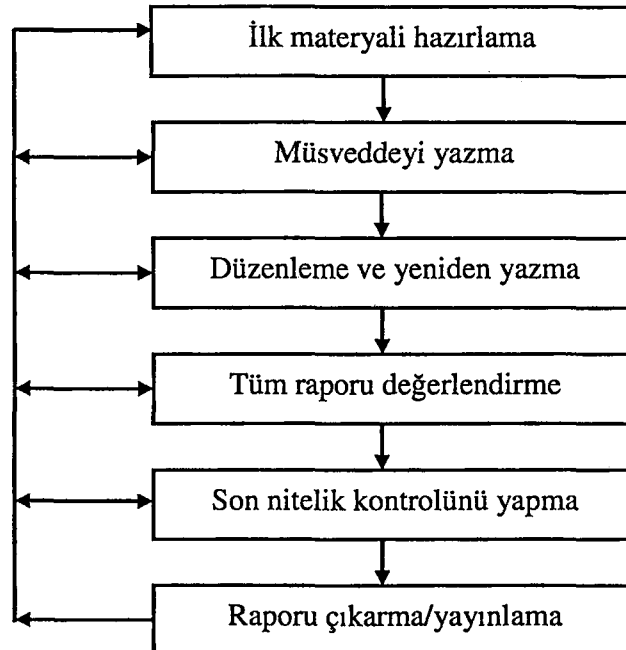 İlk materyali hazırlama
Müsveddeyi yazma
Düzenleme ve yeniden yazma
Tüm raporu değerlendirme
Son nitelik kontrolünü yapma
Raporu çıkarma/yayınlama